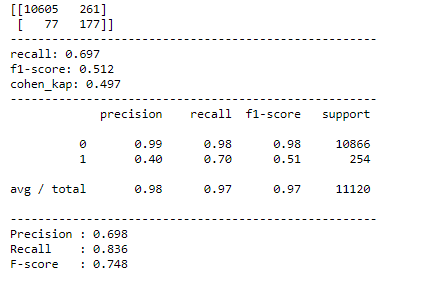 [[10605 261]
[ 77 177]]
-----------------------------------------------------
recall: 0.697
f1-score: 0.512
cohen_kap: 0.497
-----------------------------------------------------
precision recall f1-score support
0 0.99 0.98 0.98 10866
1 0.40 0.70 0.51 254
avg / total 0.98 0.97 0.97 11120
-----------------------------------------------------
Precision : 0.698
Recall : 0.836
F-score : 0.748